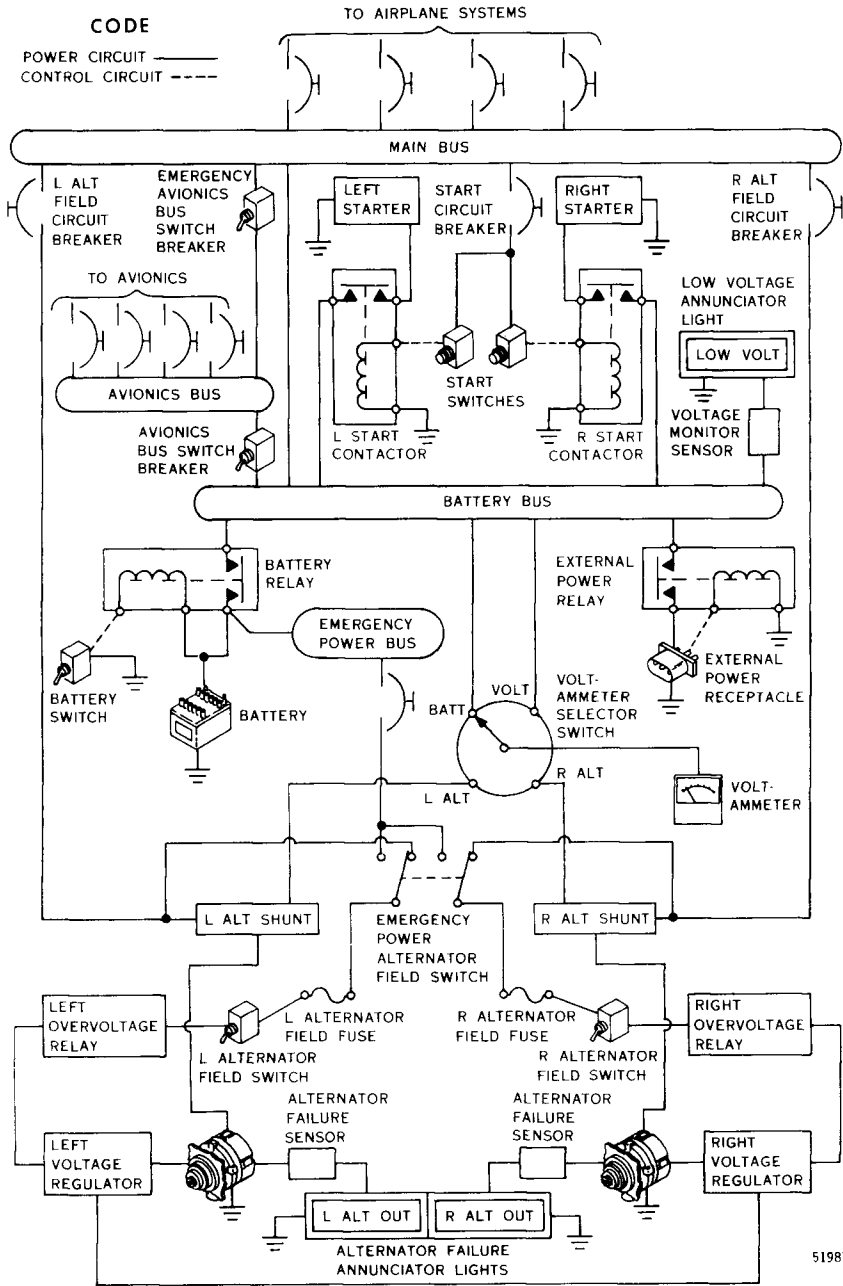 TO AIRPLANE SYSTEMS
CODE
POWER CIRCUIT
CONTROL CIRCUIT
MAIN BUS
L ALT
FIELD
CIRCUIT
BREAKER
EMERGENCY
AVIONICS
BUS
SWITCH
BREAKER
LEFT
STARTER
START
CIRCUIT
BREAKER
RIGHT
STARTER
R ALT
FIELD
CIRCUIT
BREAKER
TO AVIONICS
LOW VOLTAGE
ANNUNCIATOR
LIGHT
LOW VOLT
AVIONICS BUS
START
SWITCHES
AVIONICS
BUS SWITCH
BREAKER
L START
CONTACTOR
R START
CONTACTOR
VOLTAGE
MONITOR
SENSOR
BATTERY BUS
BATTERY
RELAY
EXTERNAL
POWER
RELAY
EMERGENCY
POWER BUS
BATTERY
SWITCH
BATTERY
EXTERNAL
POWER
RECEPTACLE
VOLT
BATT
VOLT-
AMMETER
SELECTOR
SWITCH
L ALT
R ALT
VOLT-
AMMETER
L ALT SHUNT
EMERGENCY
POWER
ALTERNATOR
FIELD SWITCH
R ALT SHUNT
LEFT
OVERVOLTAGE
RELAY
L ALTERNATOR
FIELD FUSE
R ALTERNATOR
FIELD FUSE
RIGHT
OVERVOLTAGE
RELAY
L ALTERNATOR
FIELD SWITCH
R ALTERNATOR
FIELD SWITCH
ALTERNATOR
FAILURE
SENSOR
ALTERNATOR
FAILURE
SENSOR
LEFT
VOLTAGE
REGULATOR
RIGHT
VOLTAGE
REGULATOR
L ALT OUT
R ALT OUT
ALTERNATOR FAILURE
ANNUNCIATOR LIGHTS
5198